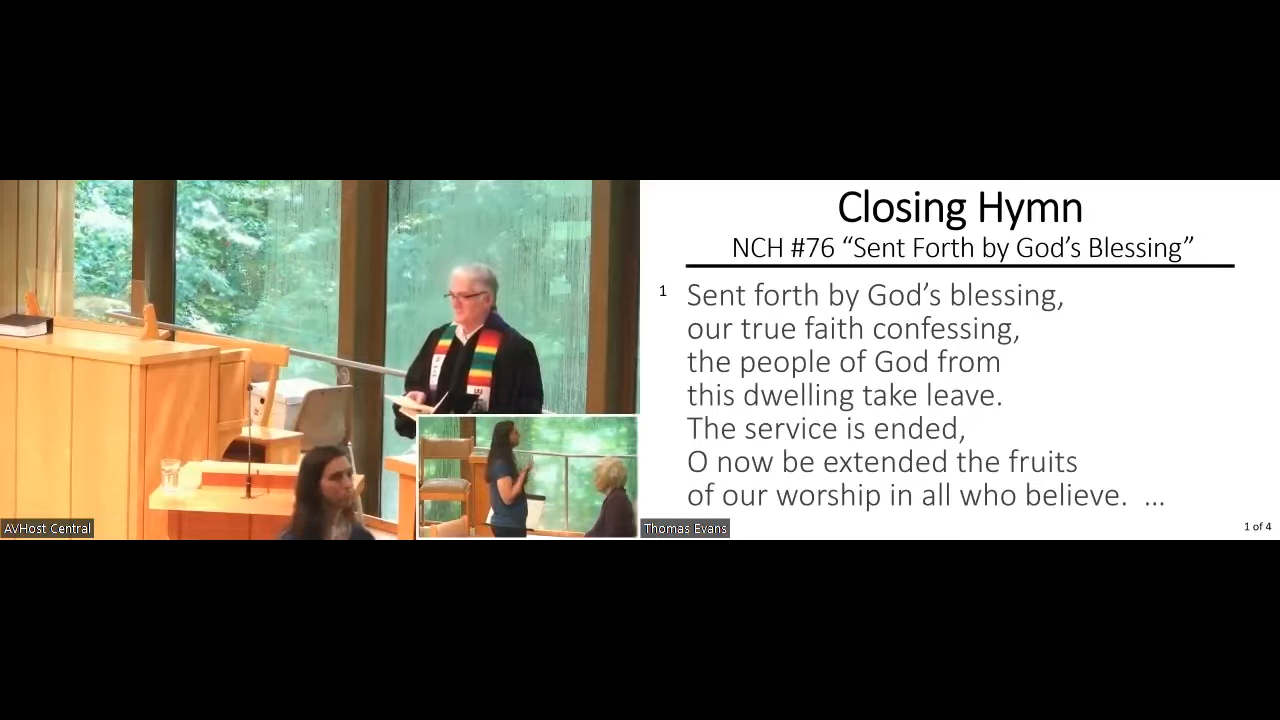 Closing Hymn
NCH #76 “Sent Forth by God’s Blessing”
1 Sent forth by God’s blessing,
our true faith confessing,
the people of God from
this dwelling take leave.
The service is ended,
O now be extended the fruits
of our worship in all who believe. ...
1 of 4
AVHost Central
Thomas Evans